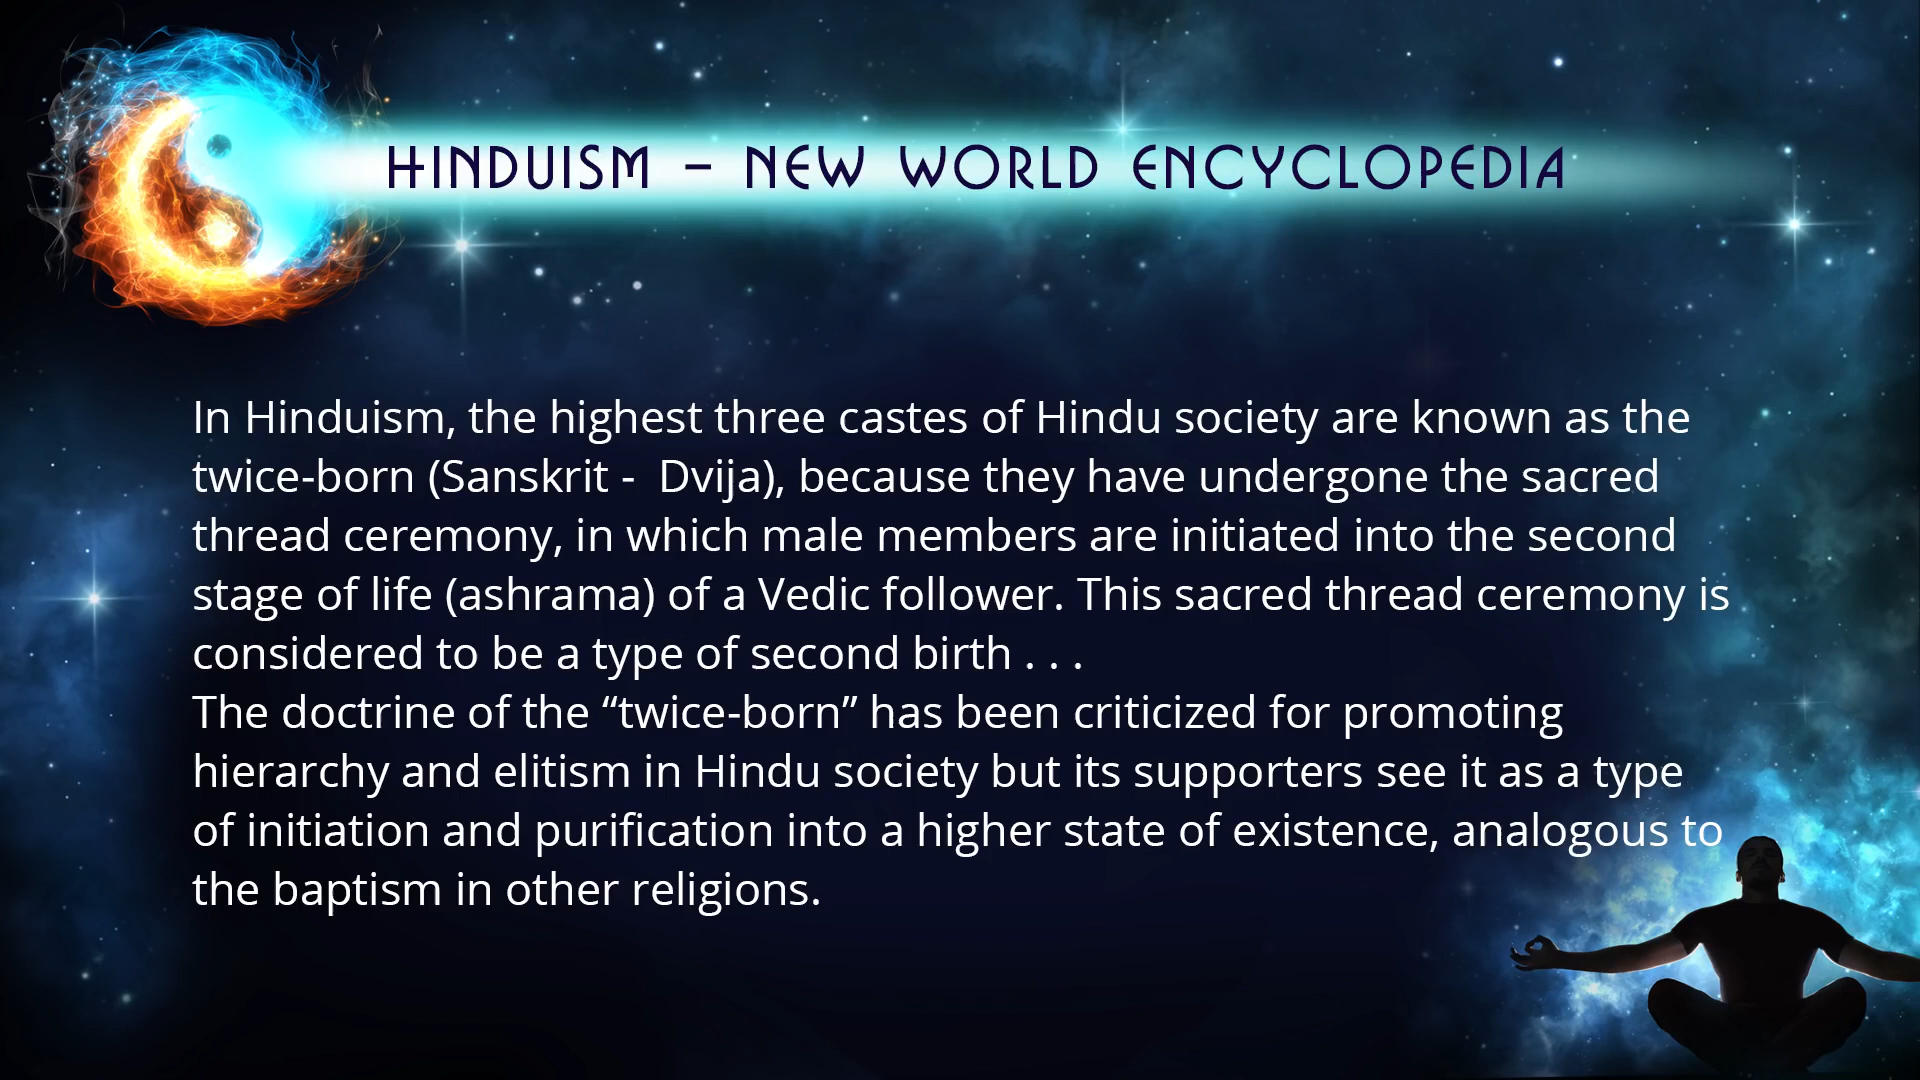 HINDUISM – NEW WORLD ENCYCLOPEDIA
In Hinduism, the highest three castes of Hindu society are known as the
twice-born (Sanskrit -  Dvija), because they have undergone the sacred
thread ceremony, in which male members are initiated into the second
stage of life (ashrama) of a Vedic follower. This sacred thread ceremony is
considered to be a type of second birth . . .
The doctrine of the “twice-born” has been criticized for promoting
hierarchy and elitism in Hindu society but its supporters see it as a type
of initiation and purification into a higher state of existence, analogous to
the baptism in other religions.